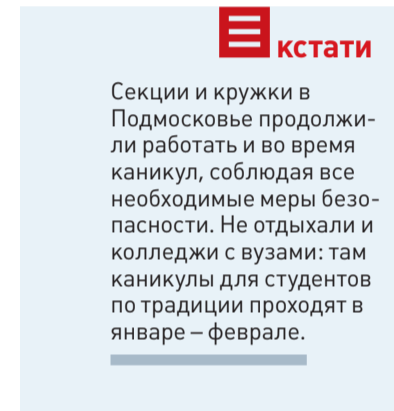 кстати
Секции и кружки в
Подмосковье продолжи-
ли работать и во время
каникул, соблюдая все
необходимые меры безо-
пасности. Не отдыхали и
колледжи с вузами: там
каникулы для студентов
по традиции проходят в
январе – феврале.